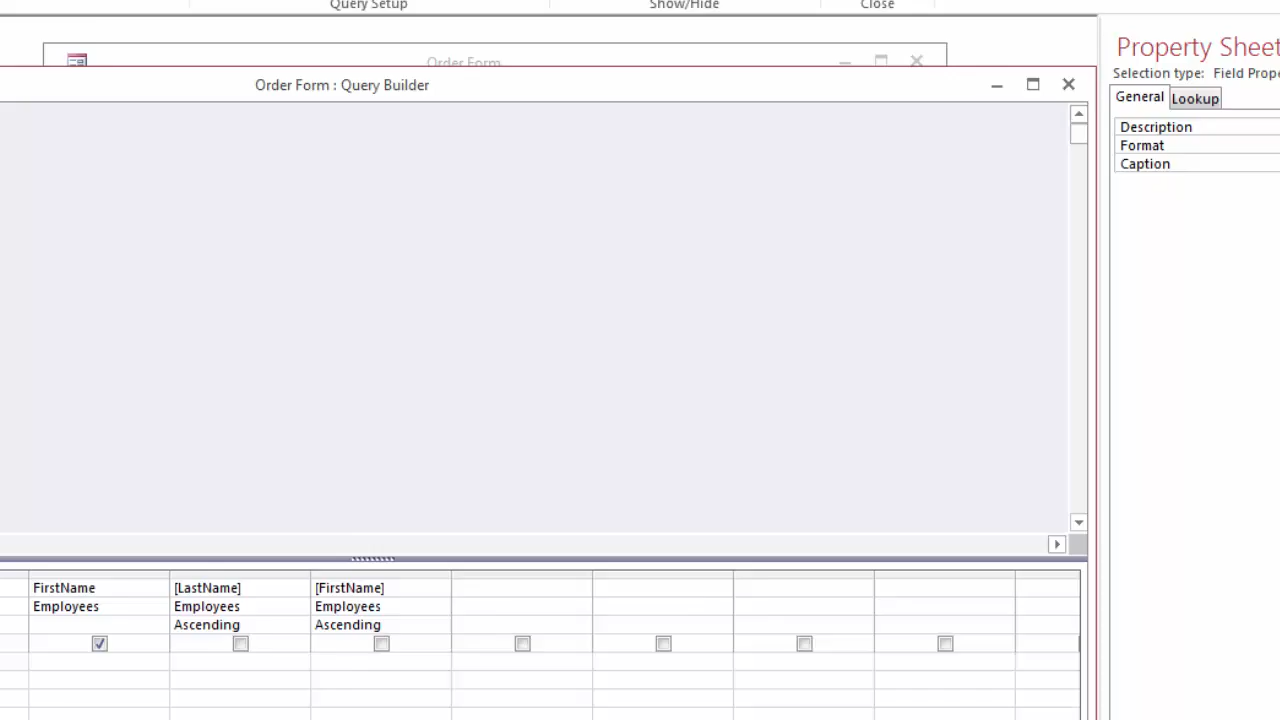 Query Setup
Show/Hide
Close
Order Form
Order Form : Query Builder
Property Sheet
Selection type: Field Prope
General
Lookup
Description
Format
Caption
FirstName [LastName] [FirstName]
Employees Employees Employees
Ascending Ascending